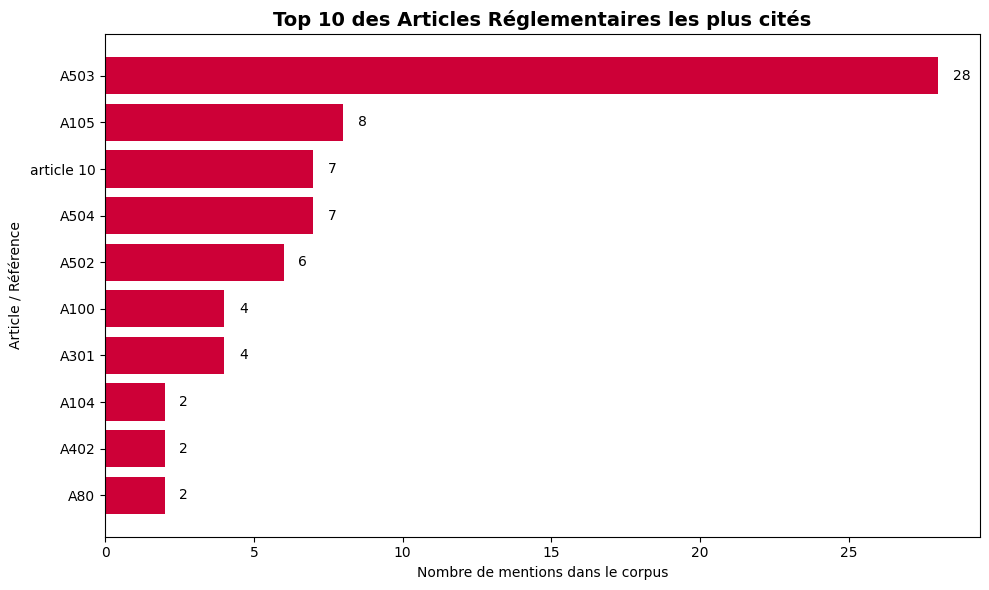 Top 10 des Articles Réglementaires les plus cités
Article / Référence
A503 28
A105 8
article 10 7
A504 7
A502 6
A100 4
A301 4
A104 2
A402 2
A80 2
0 5 10 15 20 25
Nombre de mentions dans le corpus